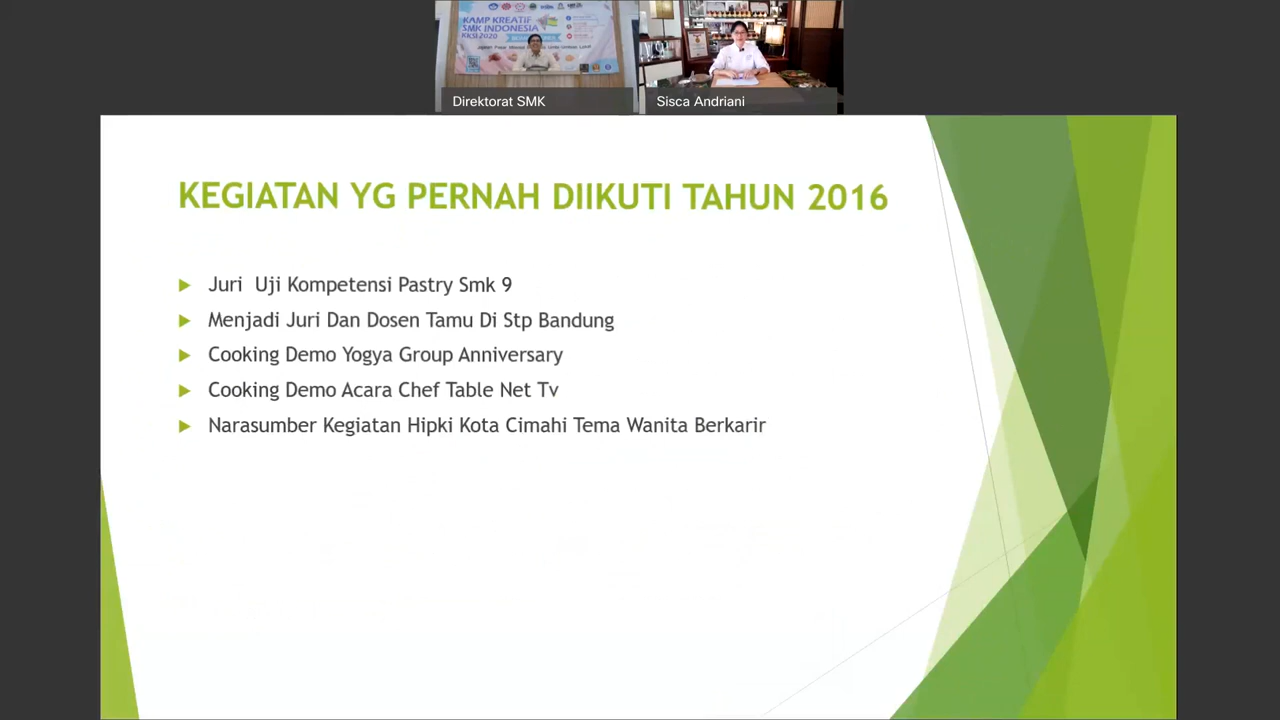 KAMP KREATIF
SMK INDONESIA
KKSI 2020
Direktorat SMK
Sisca Andriani
KEGIATAN YG PERNAH DIIKUTI TAHUN 2016
Juri Uji Kompetensi Pastry Smk 9
Menjadi Juri Dan Dosen Tamu Di Stp Bandung
Cooking Demo Yogya Group Anniversary
Cooking Demo Acara Chef Table Net Tv
Narasumber Kegiatan Hipki Kota Cimahi Tema Wanita Berkarir